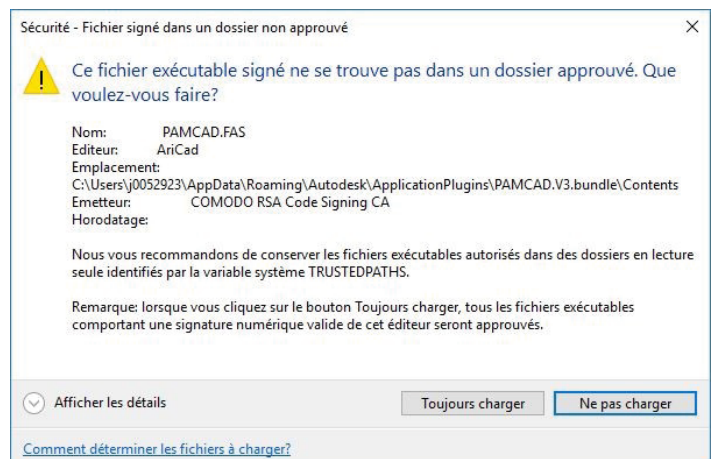 Sécurité - Fichier signé dans un dossier non approuvé
Ce fichier exécutable signé ne se trouve pas dans un dossier approuvé. Que
voulez-vous faire?
Nom: PAMCAD.FAS
Editeur: AriCad
Emplacement:
C:\Users\j0052923\AppData\Roaming\Autodesk\ApplicationPlugins\PAMCAD.V3.bundle\Contents
Emetteur: COMODO RSA Code Signing CA
Horodatage:
Nous vous recommandons de conserver les fichiers exécutables autorisés dans des dossiers en lecture
seule identifiés par la variable système TRUSTEDPATHS.
Remarque: lorsque vous cliquez sur le bouton Toujours charger, tous les fichiers exécutables
comportant une signature numérique valide de cet éditeur seront approuvés.
Afficher les détails Toujours charger Ne pas charger
Comment déterminer les fichiers à charger?